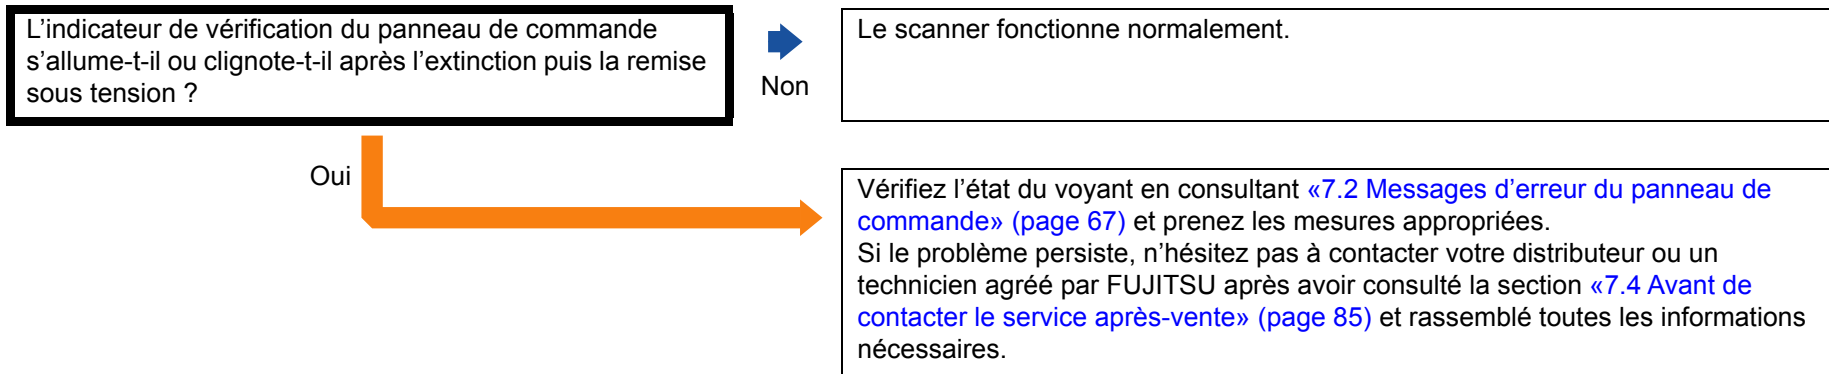 L’indicateur de vérification du panneau de commande
s’allume-t-il ou clignote-t-il après l’extinction puis la remise
sous tension ?
Non
Le scanner fonctionne normalement.
Oui
Vérifiez l’état du voyant en consultant «7.2 Messages d’erreur du panneau de
commande» (page 67) et prenez les mesures appropriées.
Si le problème persiste, n’hésitez pas à contacter votre distributeur ou un
technicien agréé par FUJITSU après avoir consulté la section «7.4 Avant de
contacter le service après-vente» (page 85) et rassemblé toutes les informations
nécessaires.